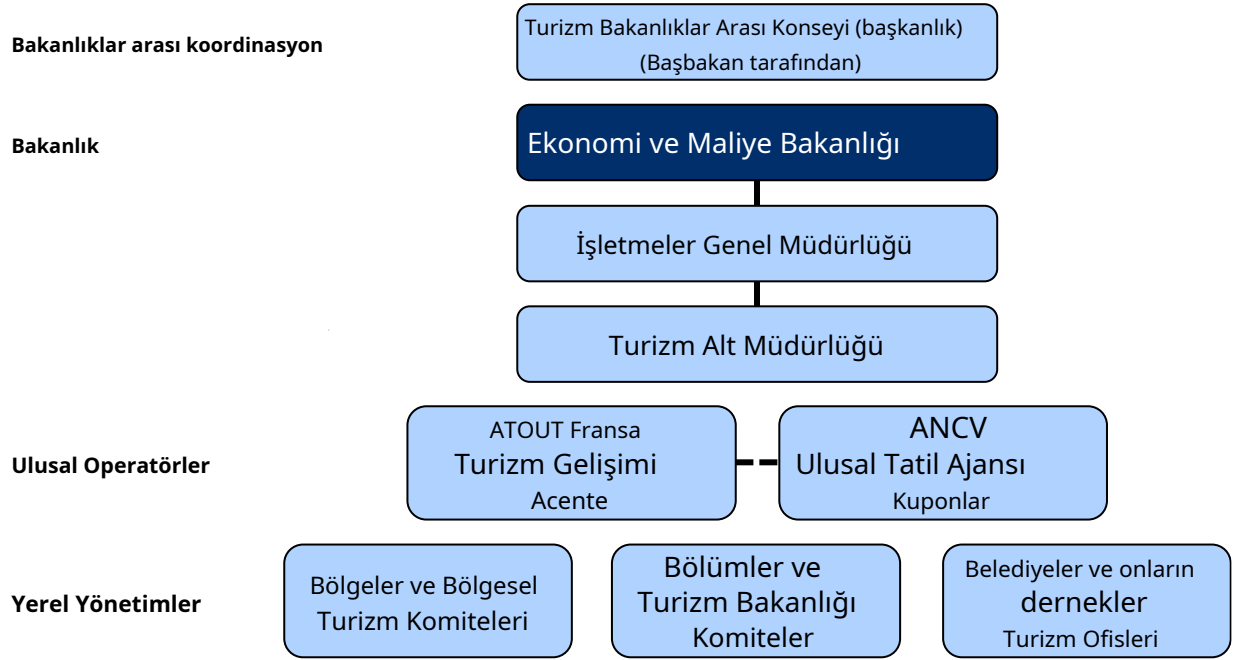 Bakanlıklar arası koordinasyon
Turizm Bakanlıklar Arası Konseyi (başkanlık)
(Başbakan tarafından)
Bakanlık
Ekonomi ve Maliye Bakanlığı
İşletmeler Genel Müdürlüğü
Turizm Alt Müdürlüğü
Ulusal Operatörler
ATOUT Fransa
Turizm Gelişimi
Acente
ANCV
Ulusal Tatil Ajansı
Kuponlar
Yerel Yönetimler
Bölgeler ve Bölgesel
Turizm Komiteleri
Bölümler ve
Turizm Bakanlığı
Komiteler
Belediyeler ve onların
dernekler
Turizm Ofisleri